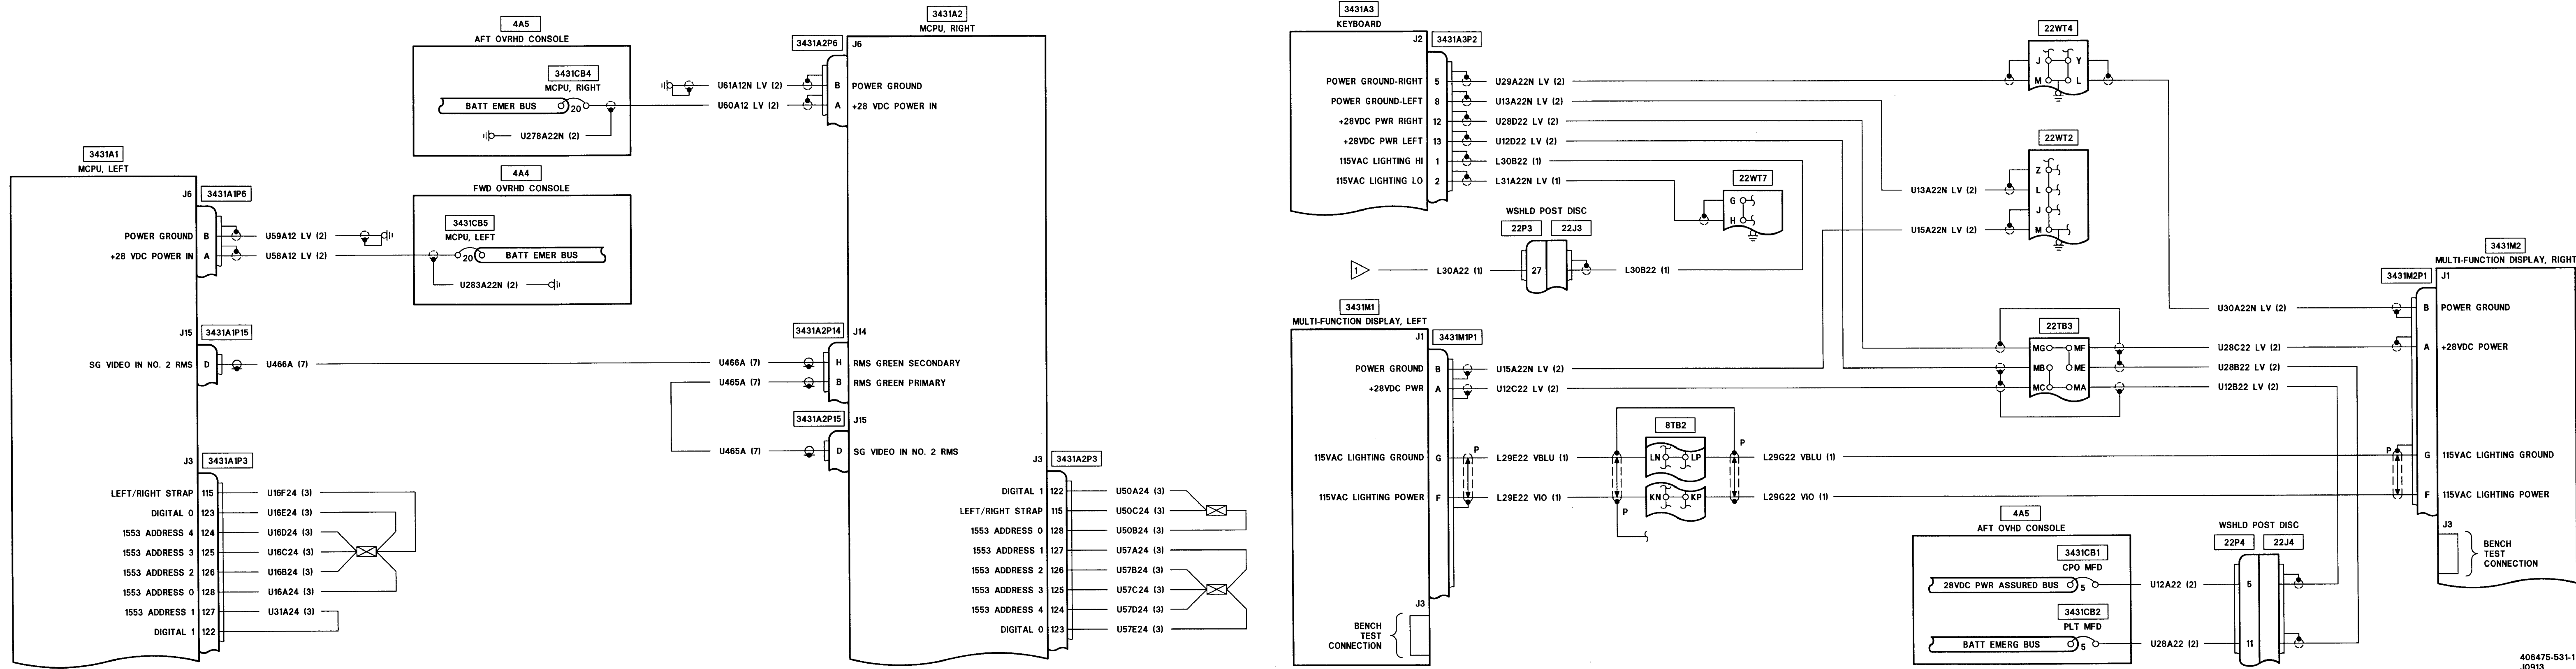 3431A1
MCPU, LEFT
J6
3431A1P6
POWER GROUND
B
U59A12 LV (2)
+28 VDC POWER IN
A
U58A12 LV (2)
J15
3431A1P15
SG VIDEO IN NO. 2 RMS
D
U466A (7)
J3
3431A1P3
LEFT/RIGHT STRAP
115
U16F24 (3)
DIGITAL 0
123
U16E24 (3)
1553 ADDRESS 4
124
U16D24 (3)
1553 ADDRESS 3
125
U16C24 (3)
1553 ADDRESS 2
126
U16B24 (3)
1553 ADDRESS 0
128
U16A24 (3)
1553 ADDRESS 1
127
U31A24 (3)
DIGITAL 1
122
4A5
AFT OVRHD CONSOLE
3431CB4
MCPU, RIGHT
BATT EMER BUS
20
U278A22N (2)
4A4
FWD OVRHD CONSOLE
3431CB5
MCPU, LEFT
20
BATT EMER BUS
U283A22N (2)
3431A2
MCPU, RIGHT
3431A2P6
J6
U61A12N LV (2)
B
POWER GROUND
U60A12 LV (2)
A
+28 VDC POWER IN
3431A2P14
J14
U466A (7)
H
RMS GREEN SECONDARY
U465A (7)
B
RMS GREEN PRIMARY
3431A2P15
J15
U465A (7)
D
SG VIDEO IN NO. 2 RMS
J3
3431A2P3
DIGITAL 1
122
U50A24 (3)
LEFT/RIGHT STRAP
115
U50C24 (3)
1553 ADDRESS 0
128
U50B24 (3)
1553 ADDRESS 1
127
U57A24 (3)
1553 ADDRESS 2
126
U57B24 (3)
1553 ADDRESS 3
125
U57C24 (3)
1553 ADDRESS 4
124
U57D24 (3)
DIGITAL 0
123
U57E24 (3)
3431A3
KEYBOARD
J2
3431A3P2
POWER GROUND-RIGHT
5
U29A22N LV (2)
POWER GROUND-LEFT
8
U13A22N LV (2)
+28VDC PWR RIGHT
12
U28D22 LV (2)
+28VDC PWR LEFT
13
U12D22 LV (2)
115VAC LIGHTING HI
1
L30B22 (1)
115VAC LIGHTING LO
2
L31A22N LV (1)
22WT7
G
H
WSHLD POST DISC
22P3
22J3
1
L30A22 (1)
27
L30B22 (1)
22WT4
J
Y
M
L
22WT2
Z
L
J
M
U13A22N LV (2)
U15A22N LV (2)
3431M1
MULTI-FUNCTION DISPLAY, LEFT
J1
3431M1P1
POWER GROUND
B
U15A22N LV (2)
+28VDC PWR
A
U12C22 LV (2)
115VAC LIGHTING GROUND
G
P
L29E22 VBLU (1)
115VAC LIGHTING POWER
F
L29E22 VIO (1)
P
8TB2
LN
LP
KN
KP
P
L29G22 VBLU (1)
L29G22 VIO (1)
J3
BENCH
TEST
CONNECTION
22TB3
MG
MF
MB
ME
MC
MA
U30A22N LV (2)
U28C22 LV (2)
U28B22 LV (2)
U12B22 LV (2)
3431M2
MULTI-FUNCTION DISPLAY, RIGHT
3431M2P1
J1
B
POWER GROUND
A
+28VDC POWER
P
G
115VAC LIGHTING GROUND
F
115VAC LIGHTING POWER
J3
BENCH
TEST
CONNECTION
4A5
AFT OVHD CONSOLE
3431CB1
CPO MFD
28VDC PWR ASSURED BUS
5
U12A22 (2)
3431CB2
PLT MFD
BATT EMERG BUS
5
U28A22 (2)
WSHLD POST DISC
22P4
22J4
5
11
406475-531-1
J0913